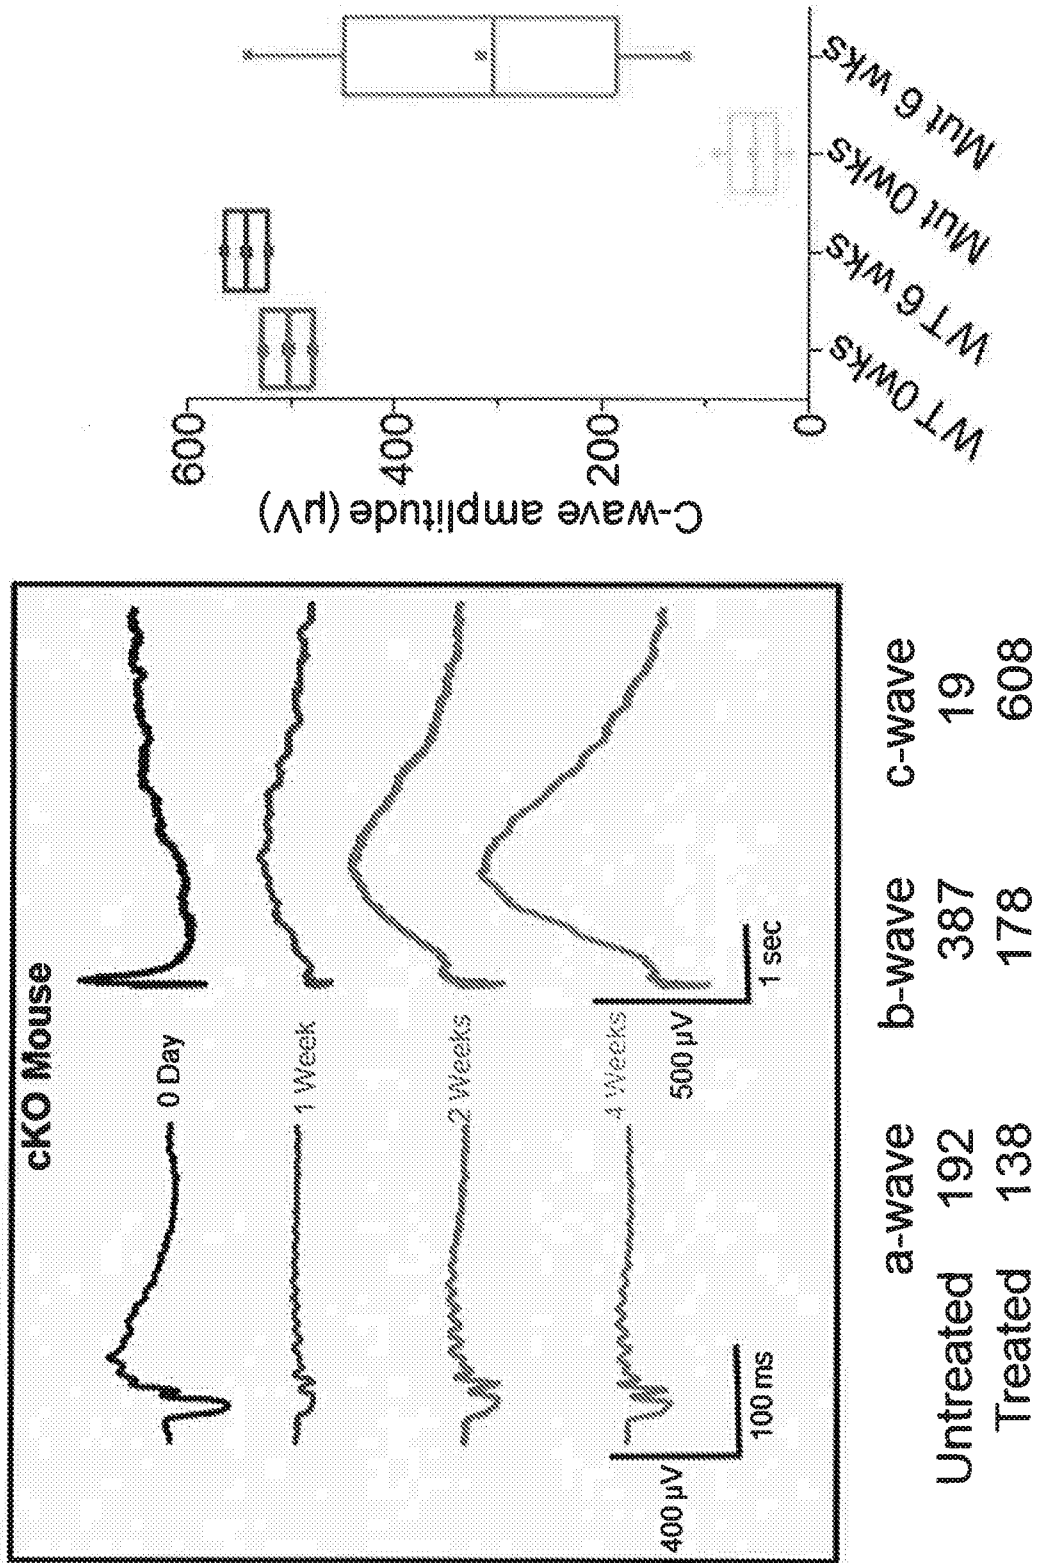 cKO Mouse
0 Day
1 Week
2 Weeks
4 Weeks
400 µV
100 ms
500 µV
1 sec
a-wave b-wave c-wave
Untreated 192 387 19
Treated 138 178 608
C-wave amplitude (µV)
600
400
200
0
WT 0wks
WT 6 wks
Mut 0wks
Mut 6 wks